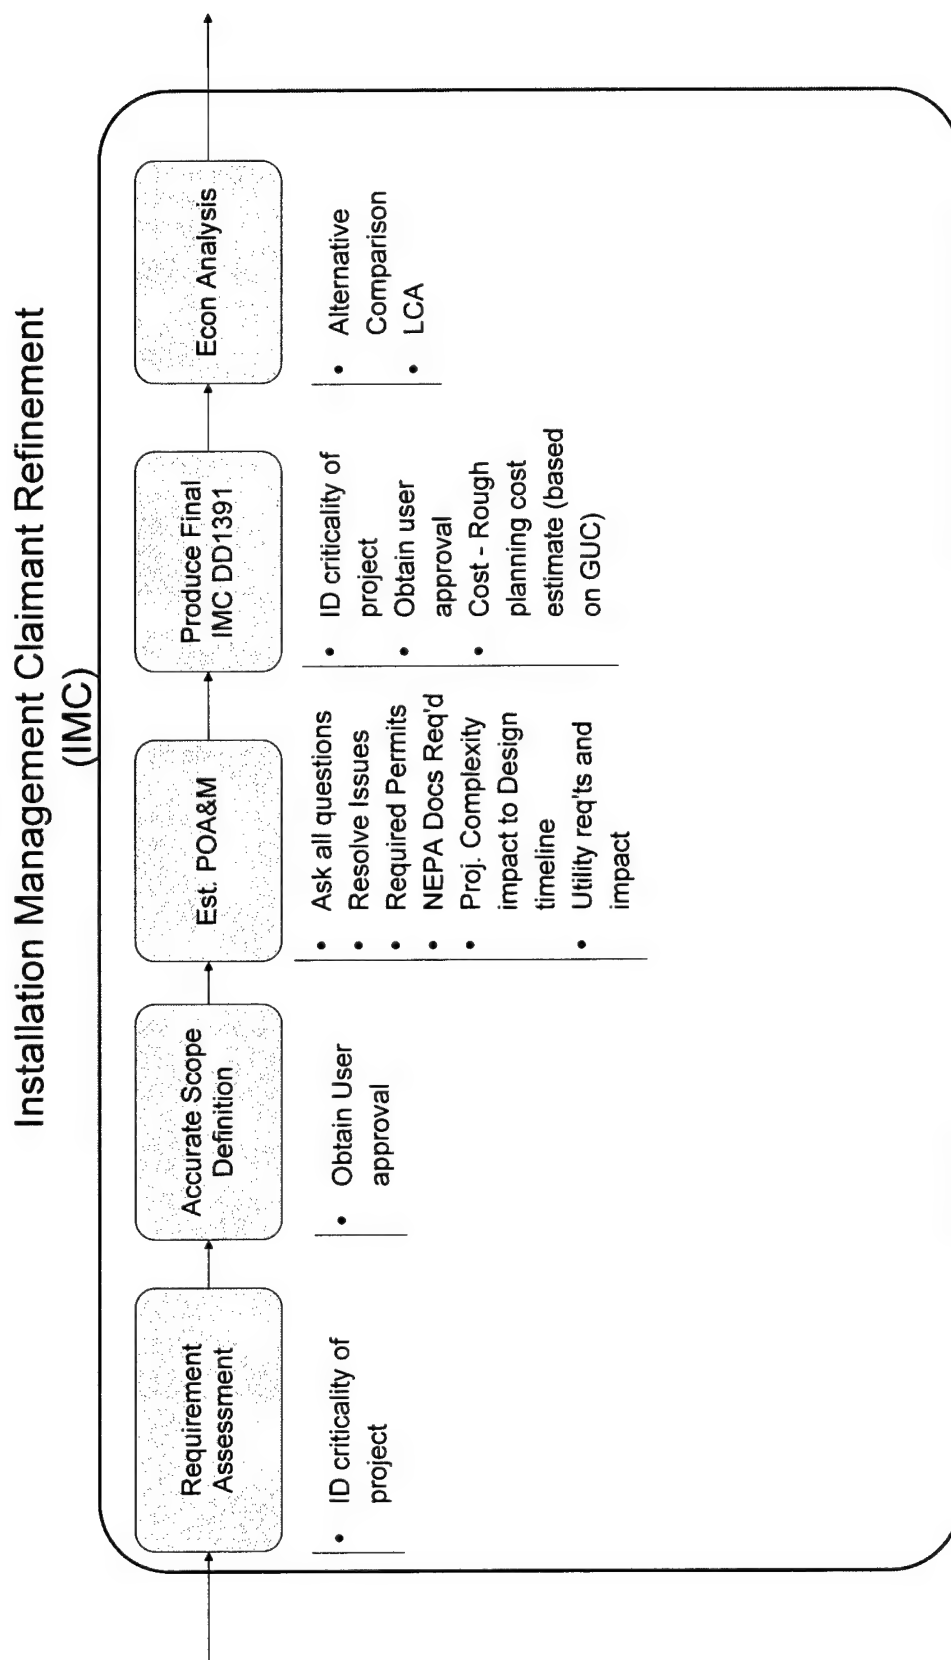 Installation Management Claimant Refinement
(IMC)
Requirement
Assessment
• ID criticality of
project
Accurate Scope
Definition
• Obtain User
approval
Est. POA&M
• Ask all questions
• Resolve Issues
• Required Permits
• NEPA Docs Req'd
• Proj. Complexity
impact to Design
timeline
• Utility req'ts and
impact
Produce Final
IMC DD1391
• ID criticality of
project
• Obtain user
approval
• Cost - Rough
planning cost
estimate (based
on GUC)
Econ Analysis
• Alternative
Comparison
• LCA